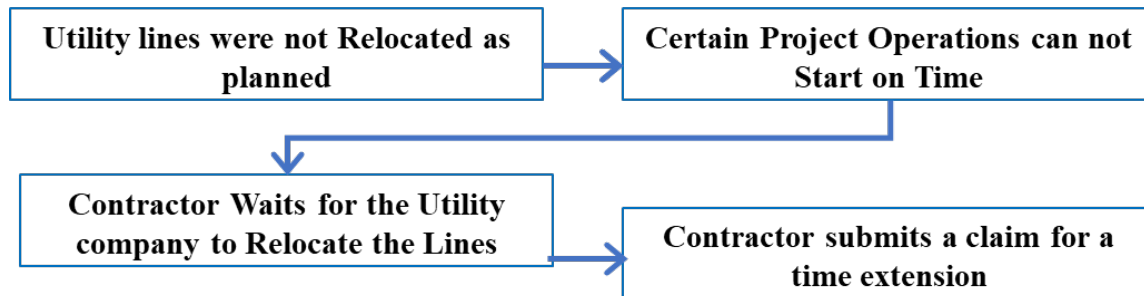 Utility lines were not Relocated as
planned
Certain Project Operations can not
Start on Time
Contractor Waits for the Utility
company to Relocate the Lines
Contractor submits a claim for a
time extension